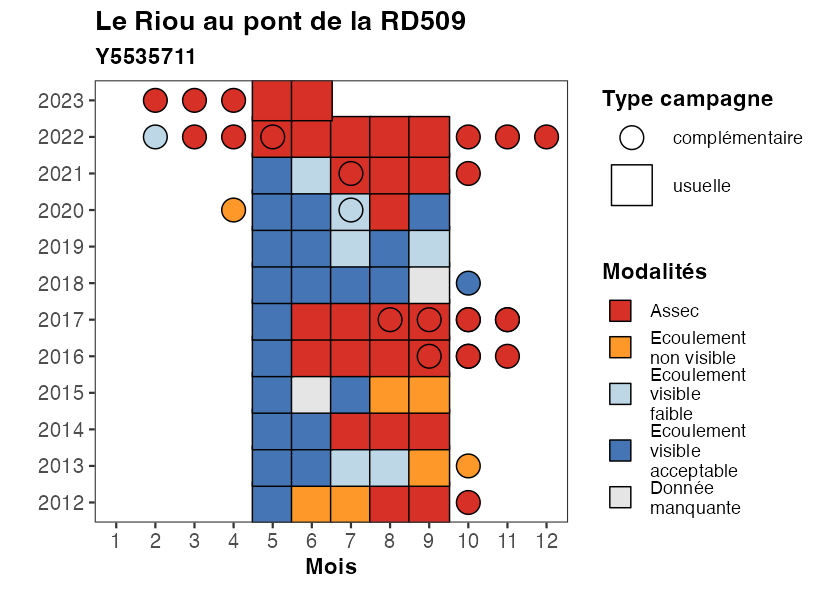 Le Riou au pont de la RD509
Y5535711
2023
2022
2021
2020
2019
2018
2017
2016
2015
2014
2013
2012
1 2 3 4 5 6 7 8 9 10 11 12
Mois
Type campagne
complémentaire
usuelle
Modalités
Assec
Ecoulement
non visible
Ecoulement
visible
faible
Ecoulement
visible
acceptable
Donnée
manquante